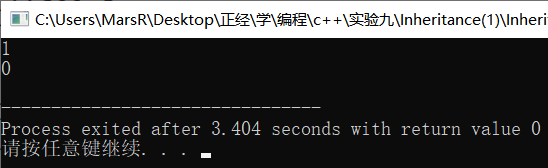 C:\Users\MarsR\Desktop\正经\学\编程\c++\实验九\Inheritance(1)\Inheri
1
0
--------------------------------
Process exited after 3.404 seconds with return value 0
请按任意键继续. . .